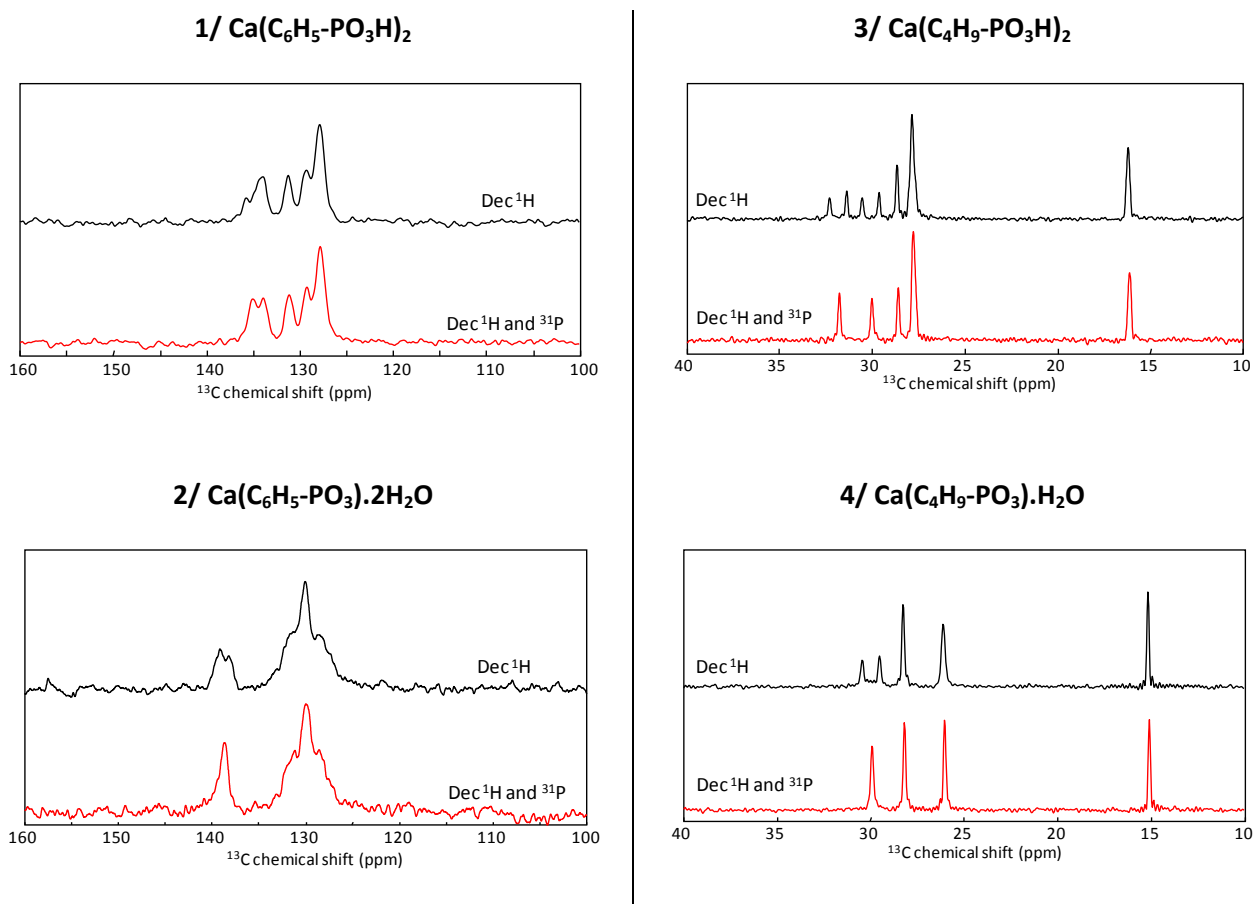 1/ Ca(C₆H₅-PO₃H)₂
Dec ¹H
Dec ¹H and ³¹P
160 150 140 130 120 110 100
¹³C chemical shift (ppm)
2/ Ca(C₆H₅-PO₃).2H₂O
Dec ¹H
Dec ¹H and ³¹P
160 150 140 130 120 110 100
¹³C chemical shift (ppm)
3/ Ca(C₄H₉-PO₃H)₂
Dec ¹H
Dec ¹H and ³¹P
40 35 30 25 20 15 10
¹³C chemical shift (ppm)
4/ Ca(C₄H₉-PO₃).H₂O
Dec ¹H
Dec ¹H and ³¹P
40 35 30 25 20 15 10
¹³C chemical shift (ppm)